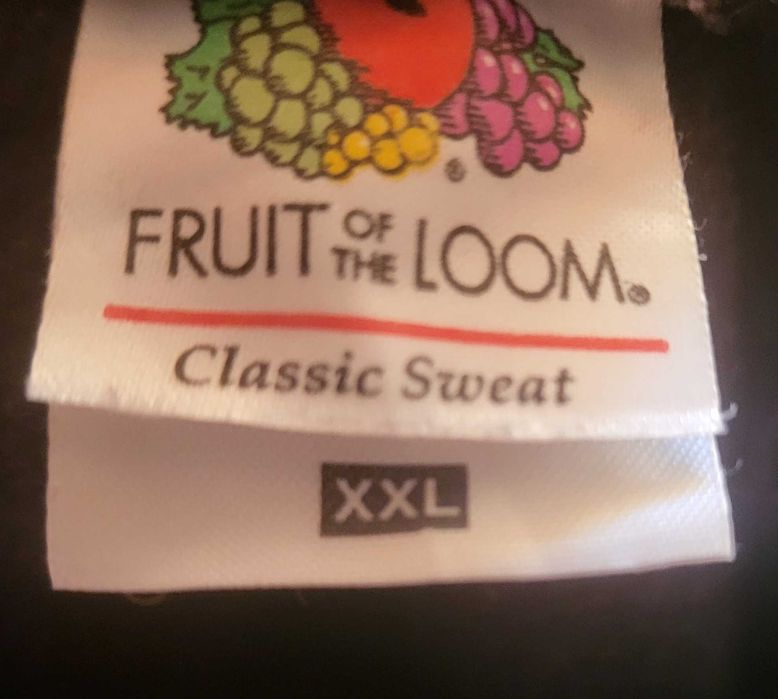 FRUIT OF THE LOOM®
Classic Sweat
XXL